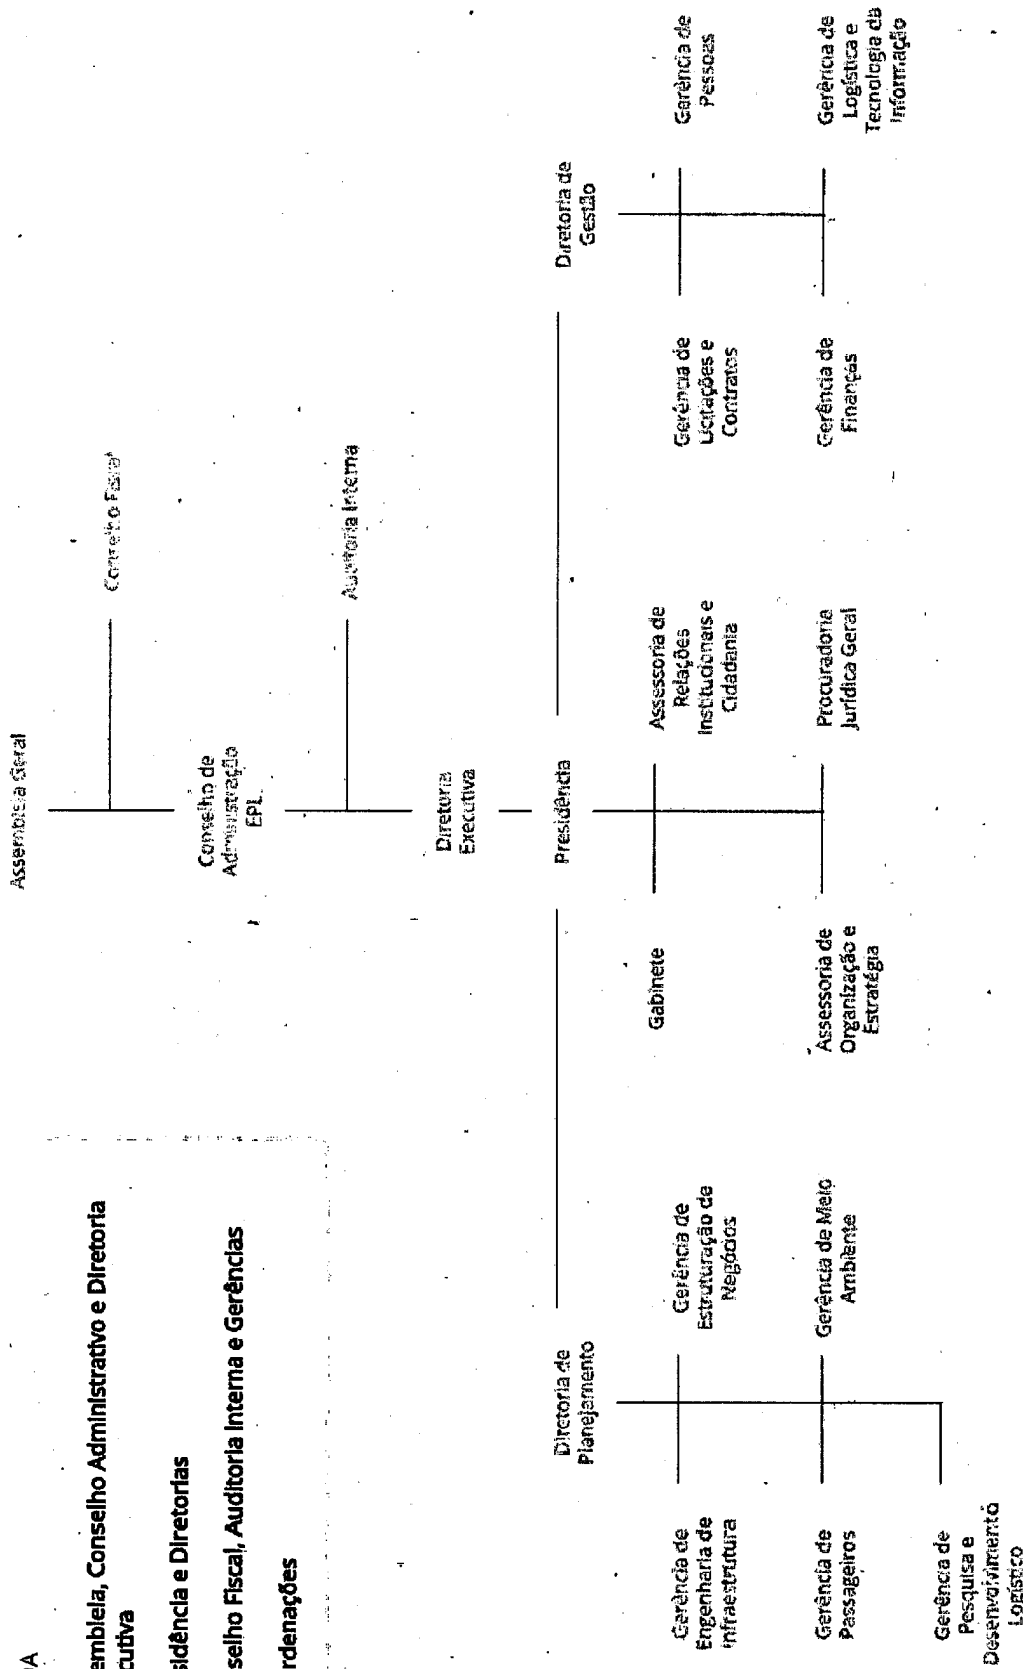 Assembleia Geral
Conselho Fiscal
Conselho de
Administração
EPL
Auditoria Interna
Diretoria
Executiva
Presidência
Gabinete
Assessoria de
Relações
Institucionais e
Cidadania
Assessoria de
Organização e
Estratégia
Procuradoria
Jurídica Geral
Diretoria de
Planejamento
Gerência de
Engenharia de
Infraestrutura
Gerência de
Estruturação de
Negócios
Gerência de
Passageiros
Gerência de Meio
Ambiente
Gerência de
Pesquisa e
Desenvolvimento
Logístico
Diretoria de
Gestão
Gerência de
Licitações e
Contratos
Gerência de
Pessoas
Gerência de
Finanças
Gerência de
Logística e
Tecnologia da
Informação
DA
emblela, Conselho Administrativo e Diretoria
cutiva
sidência e Diretorias
selho Fiscal, Auditoria Interna e Gerências
rdenações